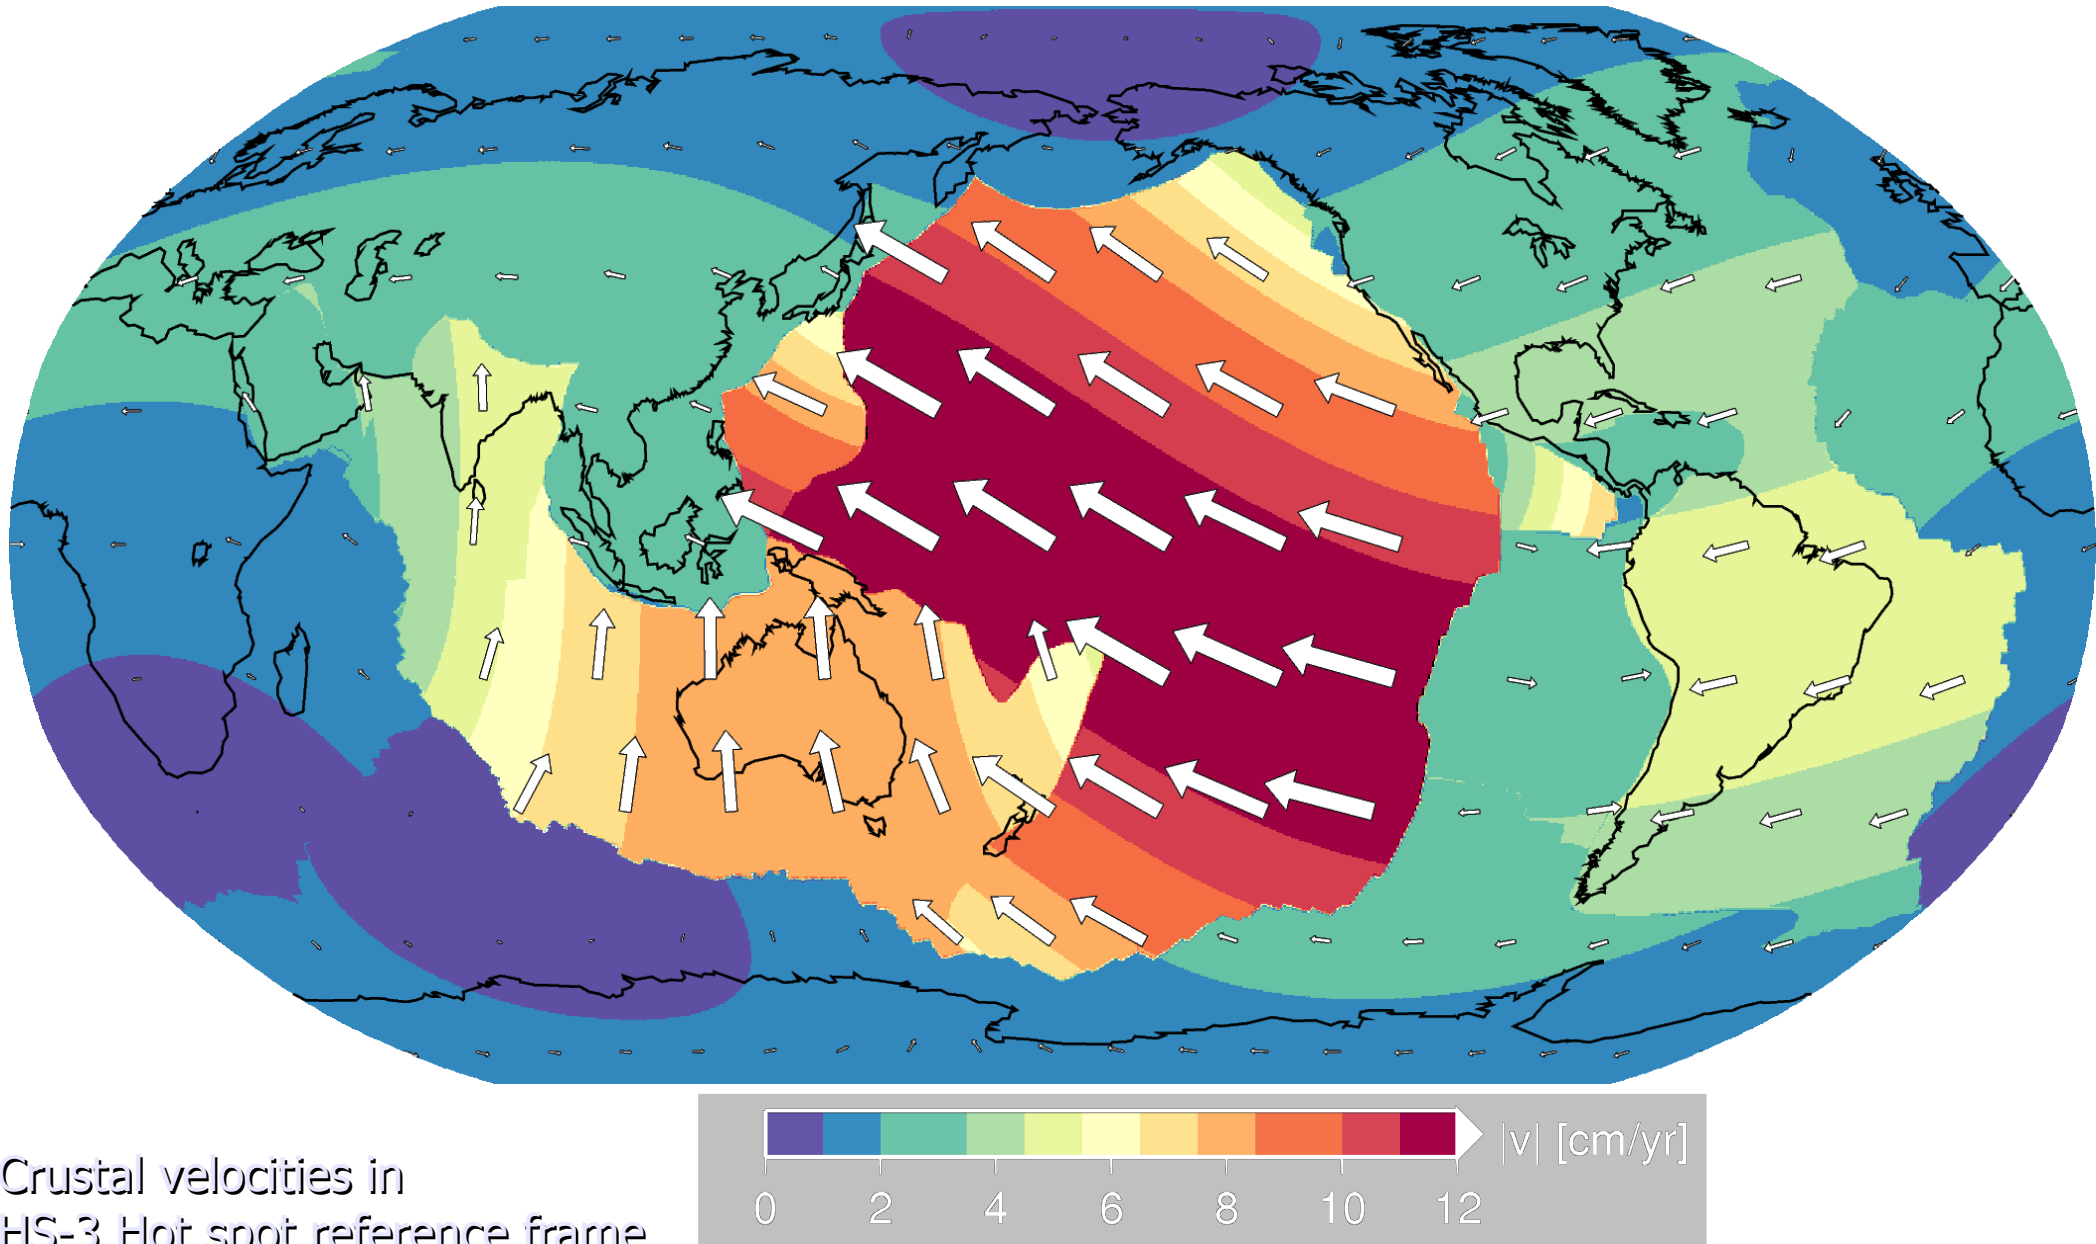 |v| [cm/yr]
0 2 4 6 8 10 12
Crustal velocities in
HS-3 Hot spot reference frame